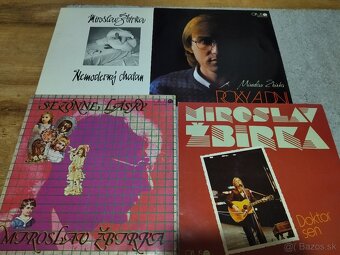 Miroslav Žbirka
Nemoderný chalan
Miroslav Žbirka
ROKY A DNI
SEZÓNNE LÁSKY
MIROSLAV ŽBIRKA
MIROSLAV
ŽBIRKA
Doktor
sen
Bazos.sk